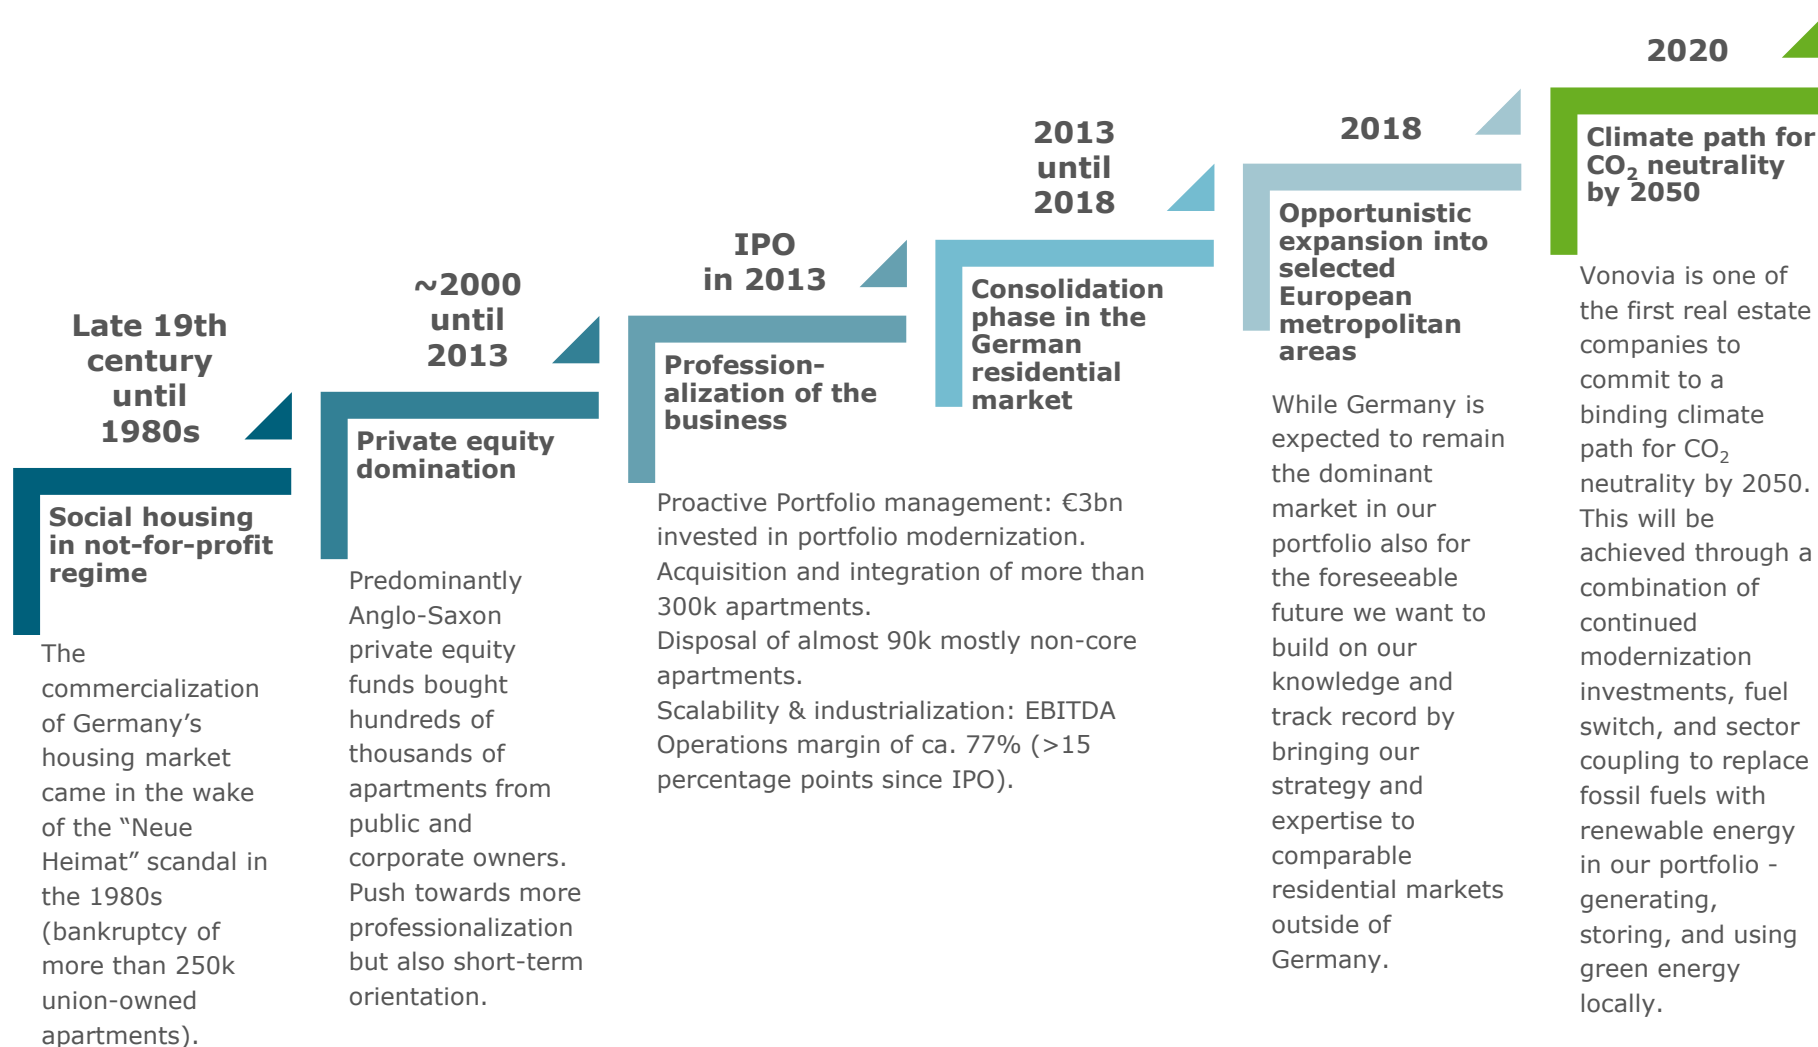 Late 19th
century
until
1980s
Social housing
in not-for-profit
regime
The
commercialization
of Germany’s
housing market
came in the wake
of the “Neue
Heimat” scandal in
the 1980s
(bankruptcy of
more than 250k
union-owned
apartments).
~2000
until
2013
Private equity
domination
Predominantly
Anglo-Saxon
private equity
funds bought
hundreds of
thousands of
apartments from
public and
corporate owners.
Push towards more
professionalization
but also short-term
orientation.
IPO
in 2013
Profession-
alization of the
business
2013
until
2018
Consolidation
phase in the
German
residential
market
Proactive Portfolio management: €3bn
invested in portfolio modernization.
Acquisition and integration of more than
300k apartments.
Disposal of almost 90k mostly non-core
apartments.
Scalability & industrialization: EBITDA
Operations margin of ca. 77% (>15
percentage points since IPO).
2018
Opportunistic
expansion into
selected
European
metropolitan
areas
While Germany is
expected to remain
the dominant
market in our
portfolio also for
the foreseeable
future we want to
build on our
knowledge and
track record by
bringing our
strategy and
expertise to
comparable
residential markets
outside of
Germany.
2020
Climate path for
CO₂ neutrality
by 2050
Vonovia is one of
the first real estate
companies to
commit to a
binding climate
path for CO₂
neutrality by 2050.
This will be
achieved through a
combination of
continued
modernization
investments, fuel
switch, and sector
coupling to replace
fossil fuels with
renewable energy
in our portfolio -
generating,
storing, and using
green energy
locally.